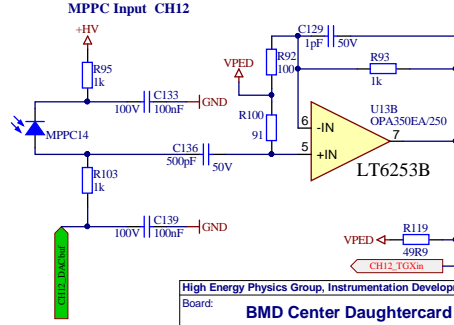 MPPC Input CH12
+HV
R95
1k
C133
100V 100nF
GND
MPPC14
R103
1k
C136
500pF 50V
C139
100V 100nF
GND
CH12_DACbuf
VPED
R92
100
R100
91
C129
1pF 50V
R93
1k
U13B
OPA350EA/250
6 -IN
5 +IN
7
LT6253B
R119
VPED
49R9
CH12_TGXin
High Energy Physics Group, Instrumentation Develop
Board:
BMD Center Daughtercard